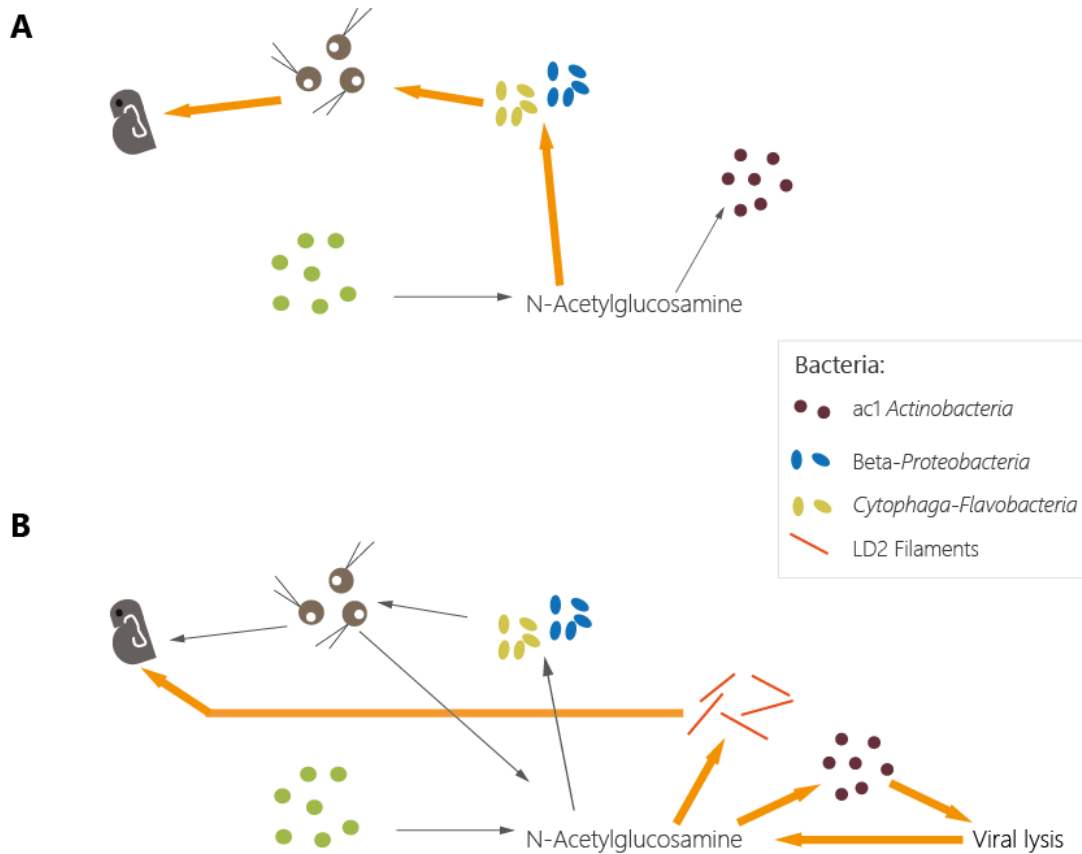 A
N-Acetylglucosamine
Bacteria:
ac1 Actinobacteria
Beta-Proteobacteria
Cytophaga-Flavobacteria
LD2 Filaments
B
N-Acetylglucosamine
Viral lysis